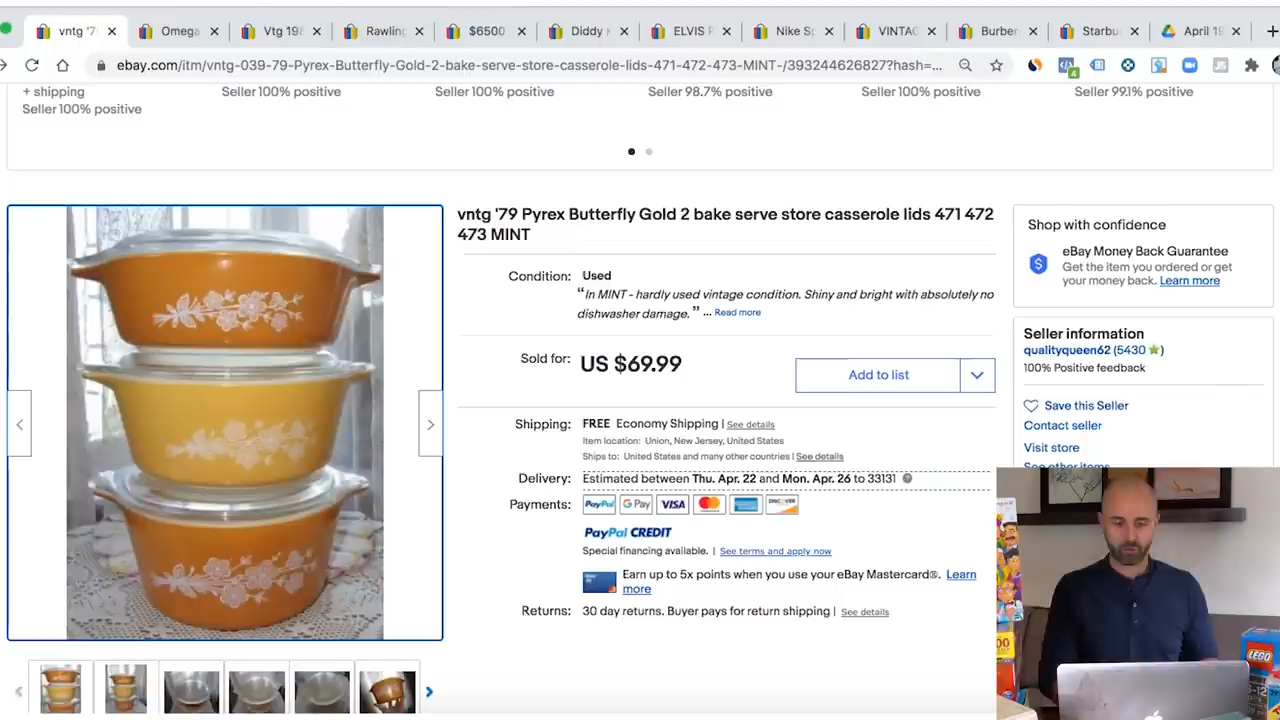 vntg '7
Omega
Vtg 198
Rawling
$6500
Diddy
ELVIS
Nike Sp
VINTAG
Burber
Starbu
April 19
ebay.com/itm/vntg-039-79-Pyrex-Butterfly-Gold-2-bake-serve-store-casserole-lids-471-472-473-MINT-/393244626827?hash=...
4
+ shipping
Seller 100% positive
Seller 100% positive
Seller 100% positive
Seller 98.7% positive
Seller 100% positive
Seller 99.1% positive
vntg '79 Pyrex Butterfly Gold 2 bake serve store casserole lids 471 472
473 MINT
Condition: Used
“In MINT - hardly used vintage condition. Shiny and bright with absolutely no
dishwasher damage.” ... Read more
Sold for: US $69.99
Add to list
Shipping: FREE Economy Shipping | See details
Item location: Union, New Jersey, United States
Ships to: United States and many other countries | See details
Delivery: Estimated between Thu. Apr. 22 and Mon. Apr. 26 to 33131 ?
Payments: PayPal G Pay VISA DISCOVER
PayPal CREDIT
Special financing available. | See terms and apply now
Earn up to 5x points when you use your eBay Mastercard®. Learn
more
Returns: 30 day returns. Buyer pays for return shipping | See details
Shop with confidence
$
eBay Money Back Guarantee
Get the item you ordered or get
your money back. Learn more
Seller information
qualityqueen62 (5430)
100% Positive feedback
Save this Seller
Contact seller
Visit store
See other items
LEGO